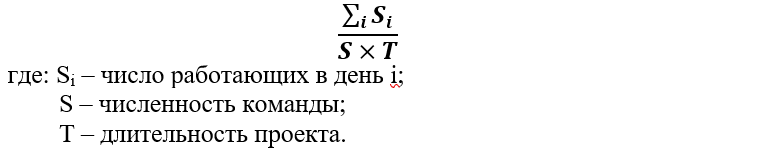 ∑ᵢ Sᵢ
S × T
где: Sᵢ – число работающих в день i;
S – численность команды;
T – длительность проекта.